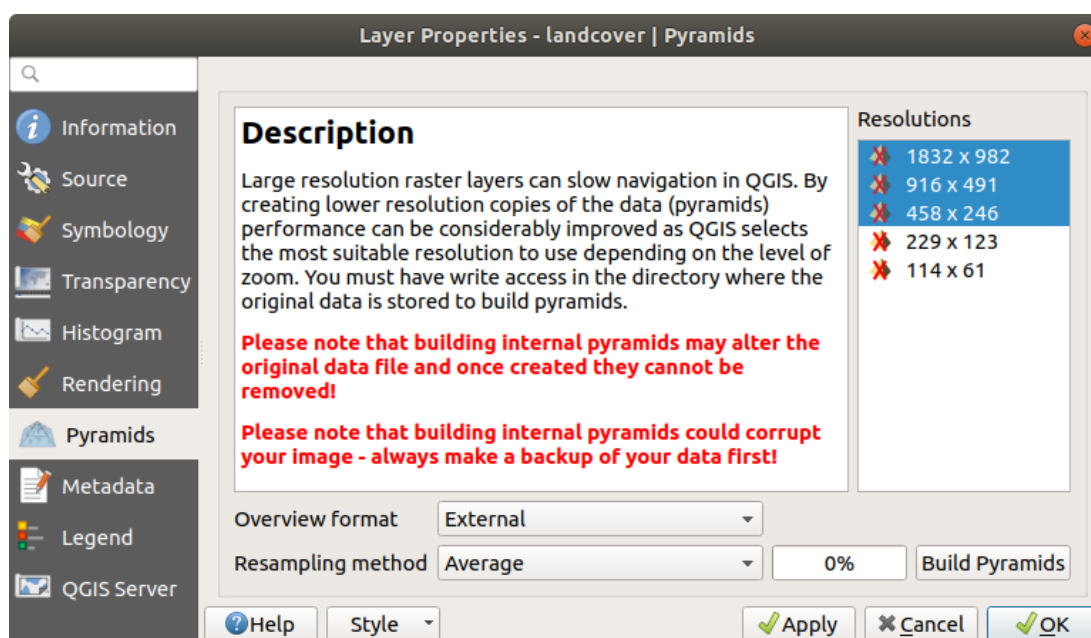 Layer Properties - landcover | Pyramids
Information
Source
Symbology
Transparency
Histogram
Rendering
Pyramids
Metadata
Legend
QGIS Server
Description
Large resolution raster layers can slow navigation in QGIS. By
creating lower resolution copies of the data (pyramids)
performance can be considerably improved as QGIS selects
the most suitable resolution to use depending on the level of
zoom. You must have write access in the directory where the
original data is stored to build pyramids.
Please note that building internal pyramids may alter the
original data file and once created they cannot be
removed!
Please note that building internal pyramids could corrupt
your image - always make a backup of your data first!
Resolutions
1832 x 982
916 x 491
458 x 246
229 x 123
114 x 61
Overview format External
Resampling method Average 0% Build Pyramids
Help Style Apply Cancel OK